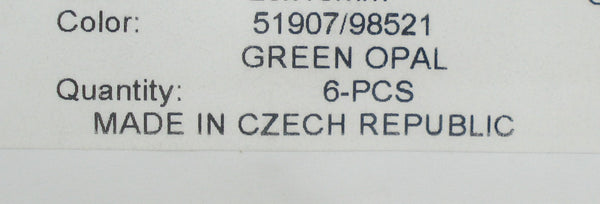 Color: 51907/98521
GREEN OPAL
Quantity: 6-PCS
MADE IN CZECH REPUBLIC